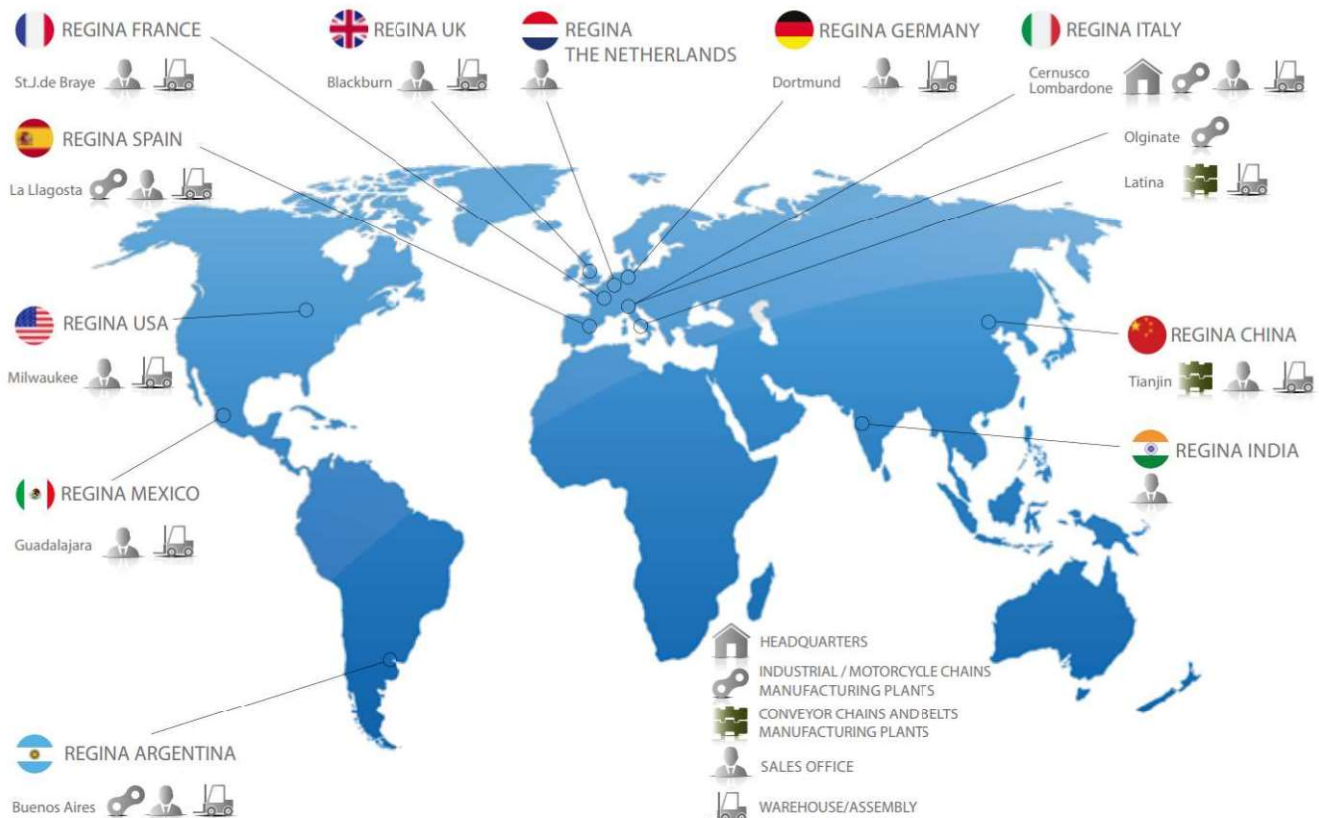 REGINA FRANCE
St.J.de Braye
REGINA UK
Blackburn
REGINA
THE NETHERLANDS
REGINA GERMANY
Dortmund
REGINA ITALY
Cernusco
Lombardone
Olginate
Latina
REGINA SPAIN
La Llagosta
REGINA USA
Milwaukee
REGINA CHINA
Tianjin
REGINA INDIA
REGINA MEXICO
Guadalajara
REGINA ARGENTINA
Buenos Aires
HEADQUARTERS
INDUSTRIAL / MOTORCYCLE CHAINS
MANUFACTURING PLANTS
CONVEYOR CHAINS AND BELTS
MANUFACTURING PLANTS
SALES OFFICE
WAREHOUSE/ASSEMBLY